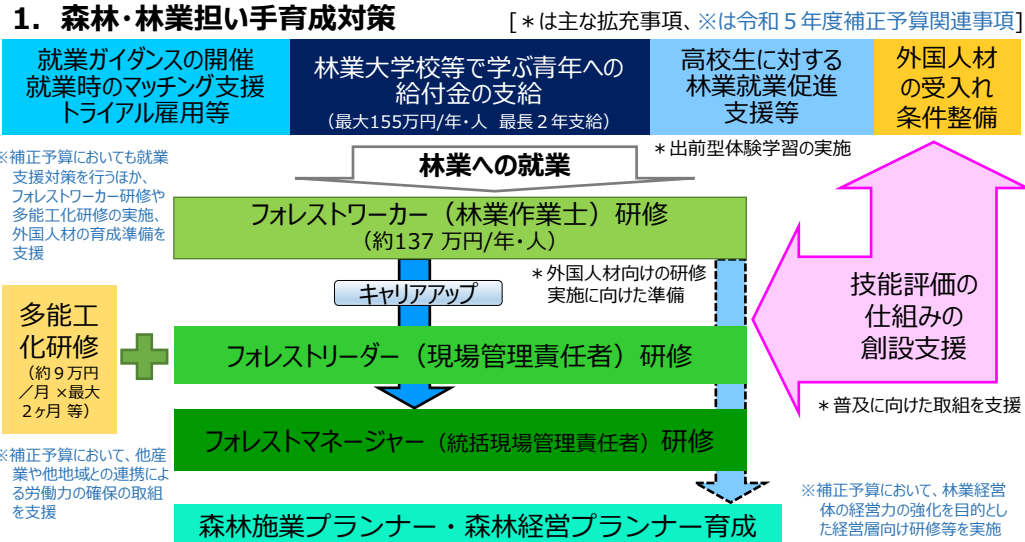 1. 森林・林業担い手育成対策
[＊は主な拡充事項、※は令和５年度補正予算関連事項]
就業ガイダンスの開催
就業時のマッチング支援
トライアル雇用等
林業大学校等で学ぶ青年への
給付金の支給
（最大155万円/年・人 最長２年支給）
高校生に対する
林業就業促進
支援等
外国人材
の受入れ
条件整備
※補正予算においても就業
支援対策を行うほか、
フォレストワーカー研修や
多能工化研修の実施、
外国人材の育成準備を
支援
林業への就業
＊出前型体験学習の実施
フォレストワーカー（林業作業士）研修
（約137 万円/年・人）
キャリアアップ
＊外国人材向けの研修
実施に向けた準備
技能評価の
仕組みの
創設支援
多能工
化研修
（約９万円
／月 ×最大
２ヶ月 等）
フォレストリーダー（現場管理責任者）研修
＊普及に向けた取組を支援
フォレストマネージャー（統括現場管理責任者）研修
※補正予算において、他産
業や他地域との連携によ
る労働力の確保の取組
を支援
※補正予算において、林業経営
体の経営力の強化を目的とし
た経営層向け研修等を実施
森林施業プランナー・森林経営プランナー育成